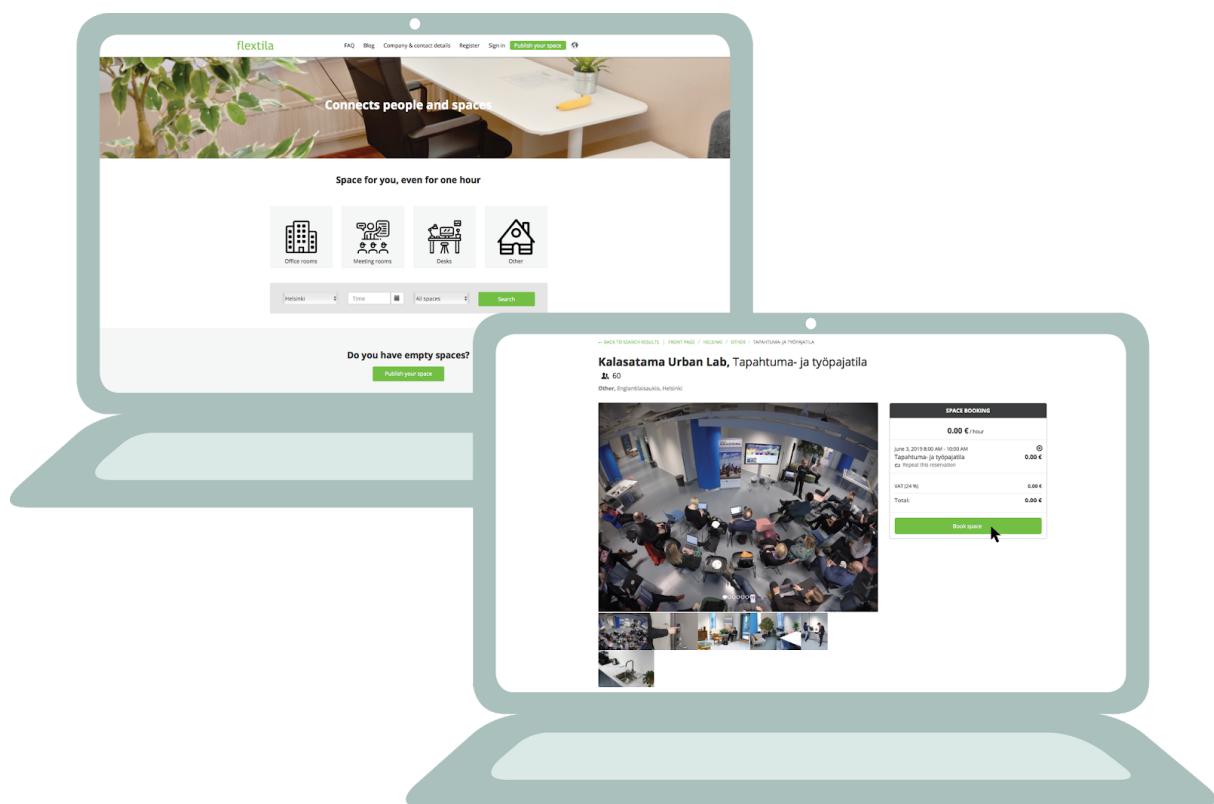 flextila
FAQ Blog Company & contact details Register Sign in Publish your space
Connects people and spaces
Space for you, even for one hour
Office rooms Meeting rooms Desks Other
Helsinki Time All spaces Search
Do you have empty spaces?
Publish your space
← BACK TO SEARCH RESULTS | FRONT PAGE / HELSINKI / OTHER / TAPAHTUMA- JA TYÖPAJATILA
Kalasatama Urban Lab, Tapahtuma- ja työpajatila
60
Other, Englantilaisaukio, Helsinki
SPACE BOOKING
0.00 € / hour
June 3, 2019 8:00 AM - 10:00 AM
Tapahtuma- ja työpajatila 0.00 €
Repeat this reservation
VAT (24 %) 0.00 €
Total: 0.00 €
Book space